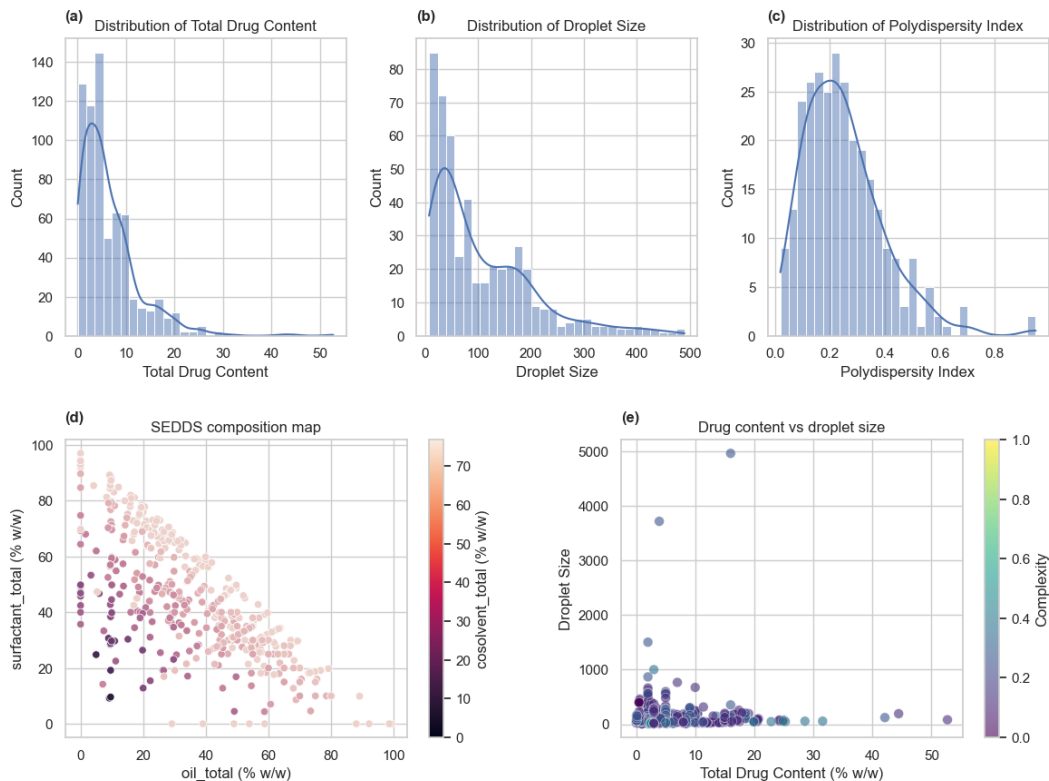 (a)
Distribution of Total Drug Content
Count
140
120
100
80
60
40
20
0
0 10 20 30 40 50
Total Drug Content
(b)
Distribution of Droplet Size
Count
80
70
60
50
40
30
20
10
0
0 100 200 300 400 500
Droplet Size
(c)
Distribution of Polydispersity Index
Count
30
25
20
15
10
5
0
0.0 0.2 0.4 0.6 0.8
Polydispersity Index
(d)
SEDDS composition map
surfactant_total (% w/w)
100
80
60
40
20
0
0 20 40 60 80 100
oil_total (% w/w)
70
60
50
40
30
20
10
0
cosolvent_total (% w/w)
(e)
Drug content vs droplet size
Droplet Size
5000
4000
3000
2000
1000
0
0 10 20 30 40 50
Total Drug Content (% w/w)
1.0
0.8
0.6
0.4
0.2
0.0
Complexity